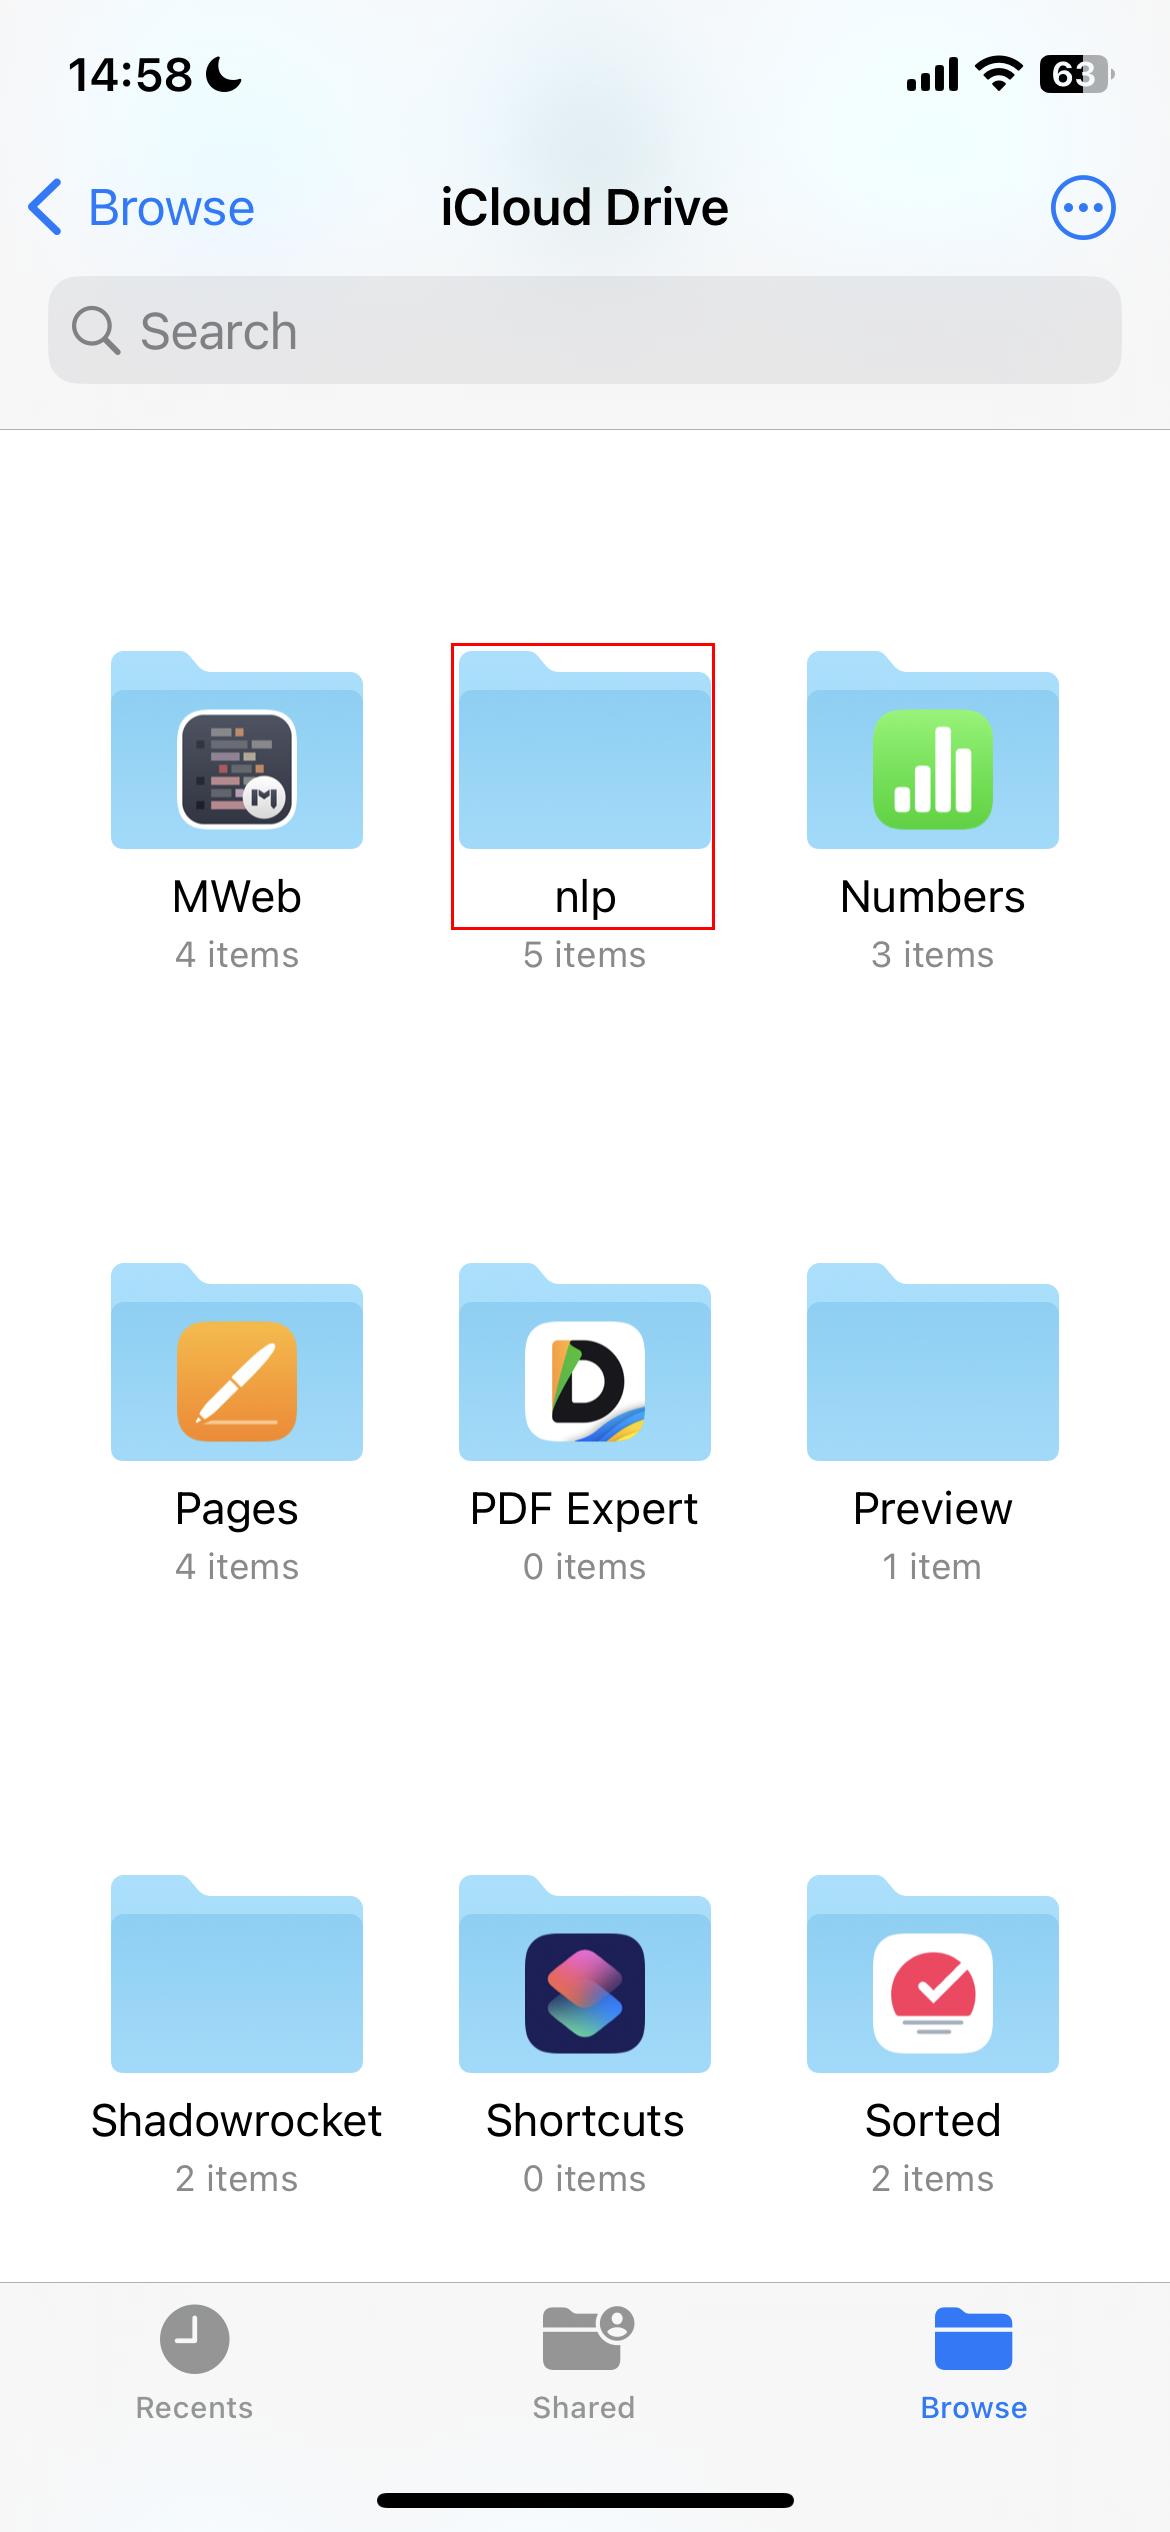 14:58
63
Browse
iCloud Drive
Search
MWeb
4 items
nlp
5 items
Numbers
3 items
Pages
4 items
PDF Expert
0 items
Preview
1 item
Shadowrocket
2 items
Shortcuts
0 items
Sorted
2 items
Recents
Shared
Browse